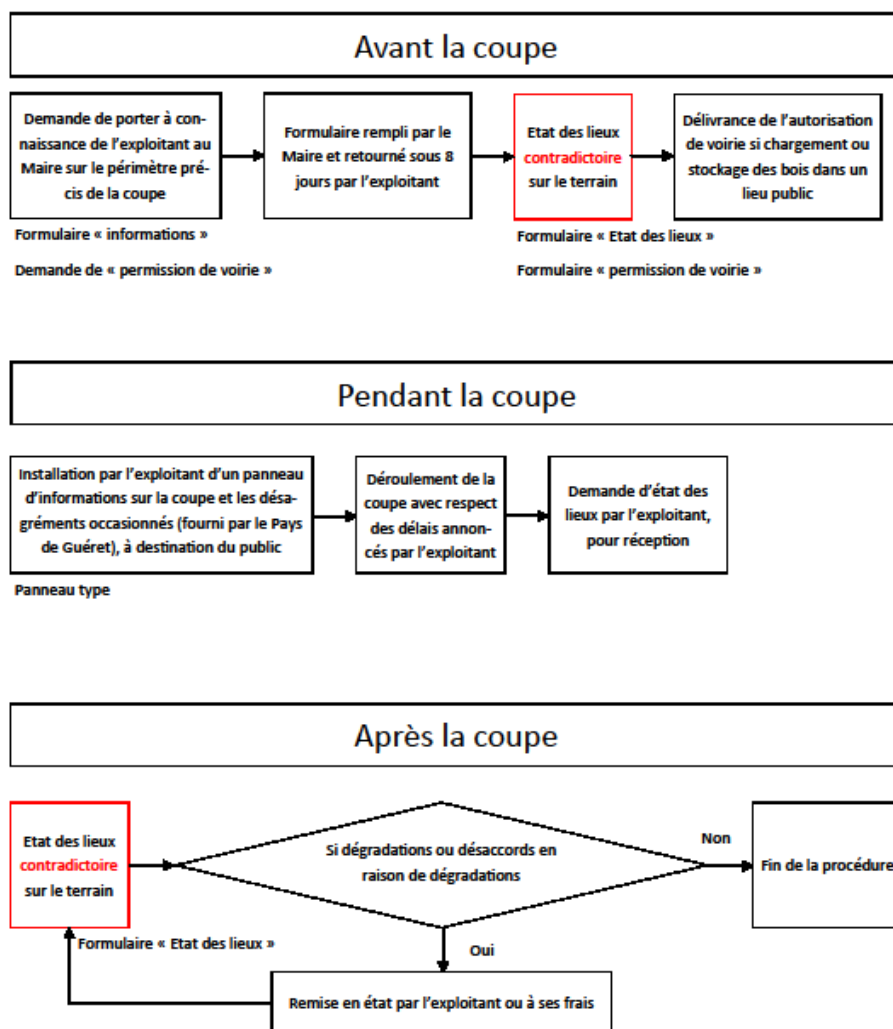 Avant la coupe
Demande de porter à con-
naissance de l'exploitant au
Maire sur le périmètre pré-
cis de la coupe
Formulaire rempli par le
Maire et retourné sous 8
jours par l'exploitant
Etat des lieux
contradictoire
sur le terrain
Délivrance de l'autorisation
de voirie si chargement ou
stockage des bois dans un
lieu public
Formulaire « informations »
Demande de « permission de voirie »
Formulaire « Etat des lieux »
Formulaire « permission de voirie »
Pendant la coupe
Installation par l'exploitant d'un panneau
d'informations sur la coupe et les désa-
gréments occasionnés (fourni par le Pays
de Guéret), à destination du public
Déroulement de la
coupe avec respect
des délais annon-
cés par l'exploitant
Demande d'état des
lieux par l'exploitant,
pour réception
Panneau type
Après la coupe
Etat des lieux
contradictoire
sur le terrain
Si dégradations ou désaccords en
raison de dégradations
Non
Fin de la procédure
Formulaire « Etat des lieux »
Oui
Remise en état par l'exploitant ou à ses frais